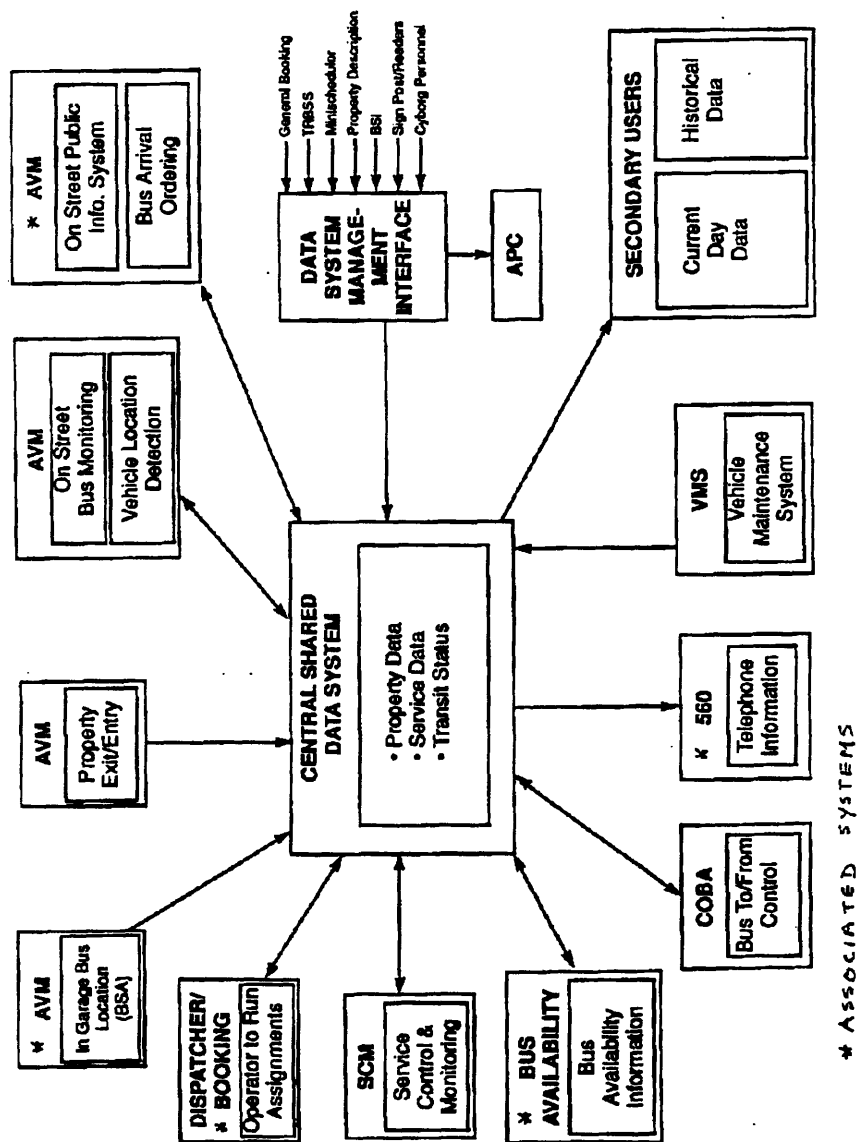 * AVM
In Garage Bus
Location
(BSA)
AVM
Property
Exit/Entry
AVM
On Street
Bus Monitoring
Vehicle Location
Detection
* AVM
On Street Public
Info. System
Bus Arrival
Ordering
DISPATCHER/
* BOOKING
Operator to Run
Assignments
SCM
Service
Control &
Monitoring
* BUS
AVAILABILITY
Bus
Availability
Information
CENTRAL SHARED
DATA SYSTEM
• Property Data
• Service Data
• Transit Status
DATA
SYSTEM
MANAGE-
MENT
INTERFACE
General Booking
TRBSS
Minischedulor
Property Description
BSI
Sign Post/Readers
Cyborg Personnel
APC
COBA
Bus To/From
Control
* 560
Telephone
Information
VMS
Vehicle
Maintenance
System
SECONDARY USERS
Current
Day
Data
Historical
Data
* ASSOCIATED SYSTEMS